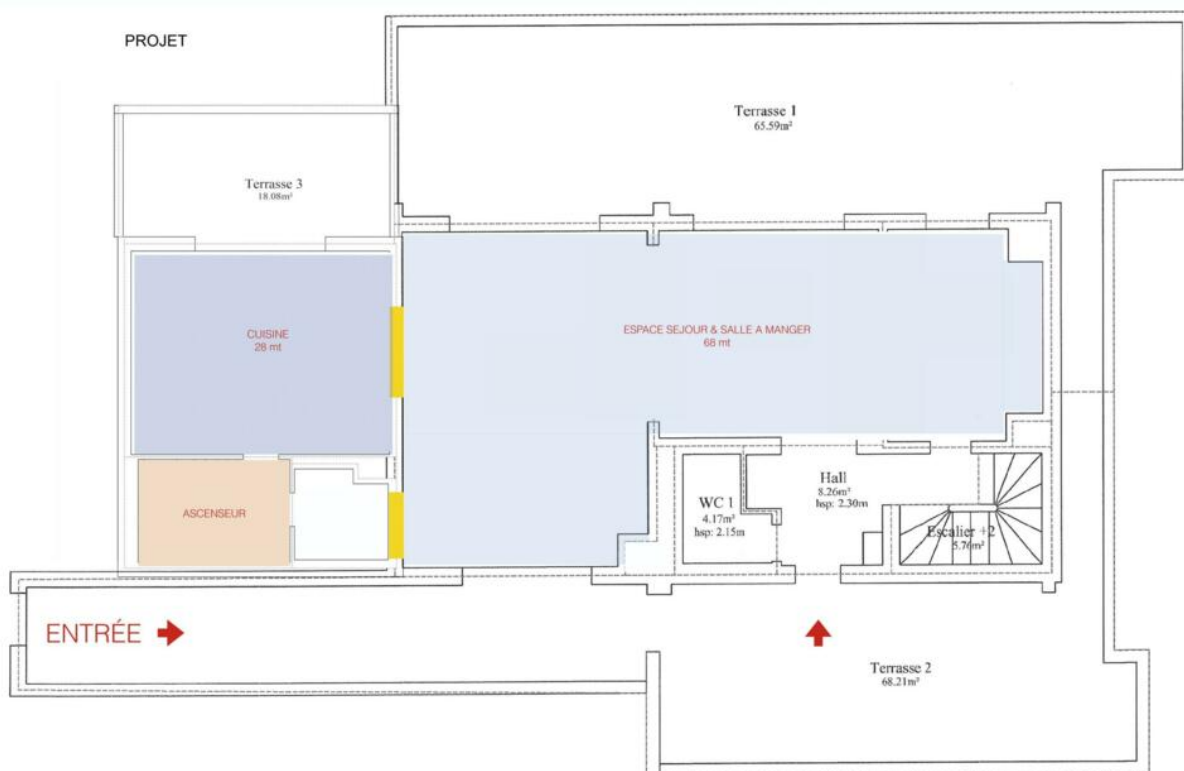 PROJET
Terrasse 1
65.59m²
Terrasse 3
18.08m²
CUISINE
28 mt
ESPACE SEJOUR & SALLE A MANGER
68 mt
ASCENSEUR
WC 1
4.17m²
hsp: 2.15m
Hall
8.26m²
hsp: 2.30m
Escalier +2
5.76m²
ENTRÉE
Terrasse 2
68.21m²